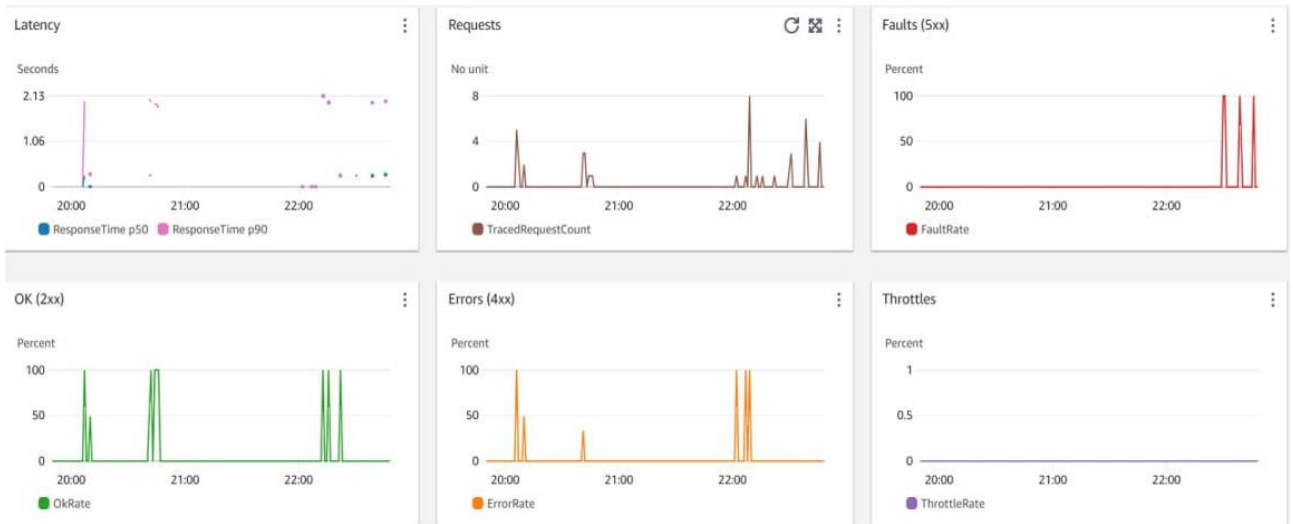 Latency
Seconds
2.13
1.06
0
20:00 21:00 22:00
ResponseTime p50 ResponseTime p90
Requests
No unit
8
4
0
20:00 21:00 22:00
TracedRequestCount
Faults (5xx)
Percent
100
50
0
20:00 21:00 22:00
FaultRate
OK (2xx)
Percent
100
50
0
20:00 21:00 22:00
OkRate
Errors (4xx)
Percent
100
50
0
20:00 21:00 22:00
ErrorRate
Throttles
Percent
1
0.5
0
20:00 21:00 22:00
ThrottleRate